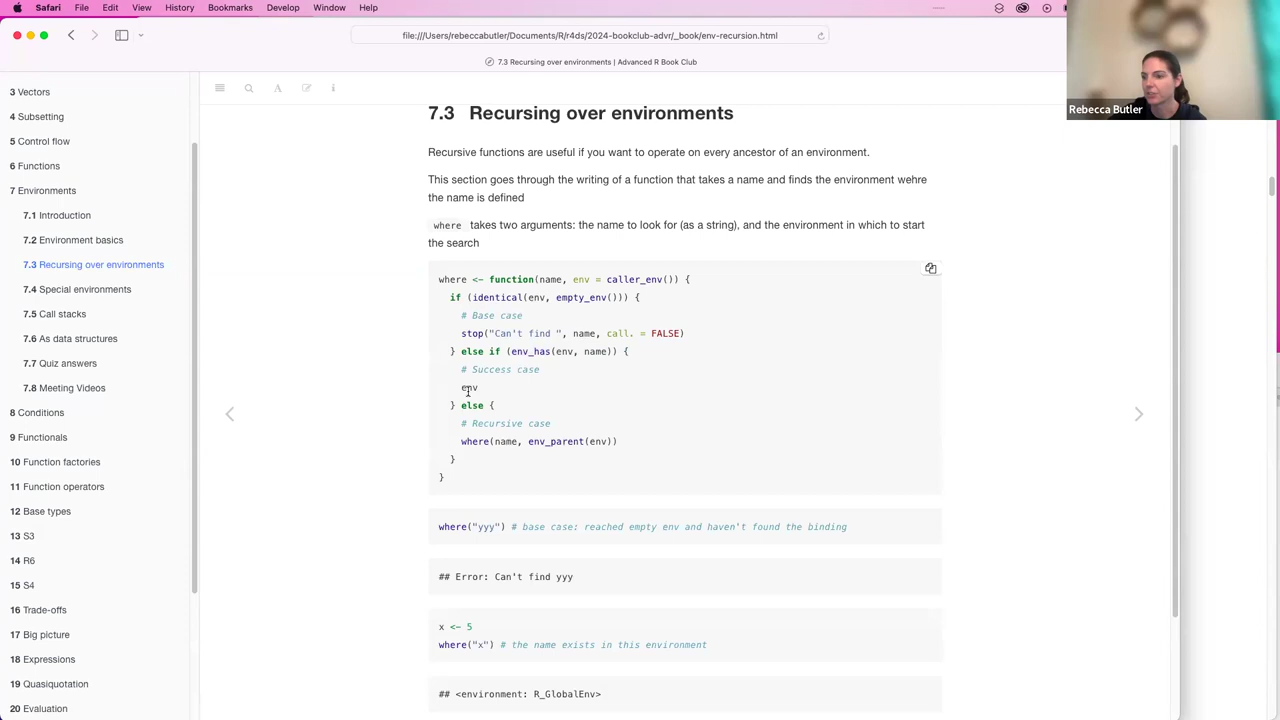 Safari File Edit View History Bookmarks Develop Window Help
file:///Users/rebeccabutler/Documents/R/r4ds/2024-bookclub-advr/_book/env-recursion.html
7.3 Recursing over environments | Advanced R Book Club
Rebecca Butler
3 Vectors
4 Subsetting
5 Control flow
6 Functions
7 Environments
7.1 Introduction
7.2 Environment basics
7.3 Recursing over environments
7.4 Special environments
7.5 Call stacks
7.6 As data structures
7.7 Quiz answers
7.8 Meeting Videos
8 Conditions
9 Functionals
10 Function factories
11 Function operators
12 Base types
13 S3
14 R6
15 S4
16 Trade-offs
17 Big picture
18 Expressions
19 Quasiquotation
20 Evaluation
7.3 Recursing over environments
Recursive functions are useful if you want to operate on every ancestor of an environment.
This section goes through the writing of a function that takes a name and finds the environment wehre
the name is defined
where takes two arguments: the name to look for (as a string), and the environment in which to start
the search
where <- function(name, env = caller_env()) {
if (identical(env, empty_env())) {
# Base case
stop("Can't find ", name, call. = FALSE)
} else if (env_has(env, name)) {
# Success case
env
} else {
# Recursive case
where(name, env_parent(env))
}
}
where("yyy") # base case: reached empty env and haven't found the binding
## Error: Can't find yyy
x <- 5
where("x") # the name exists in this environment
## <environment: R_GlobalEnv>